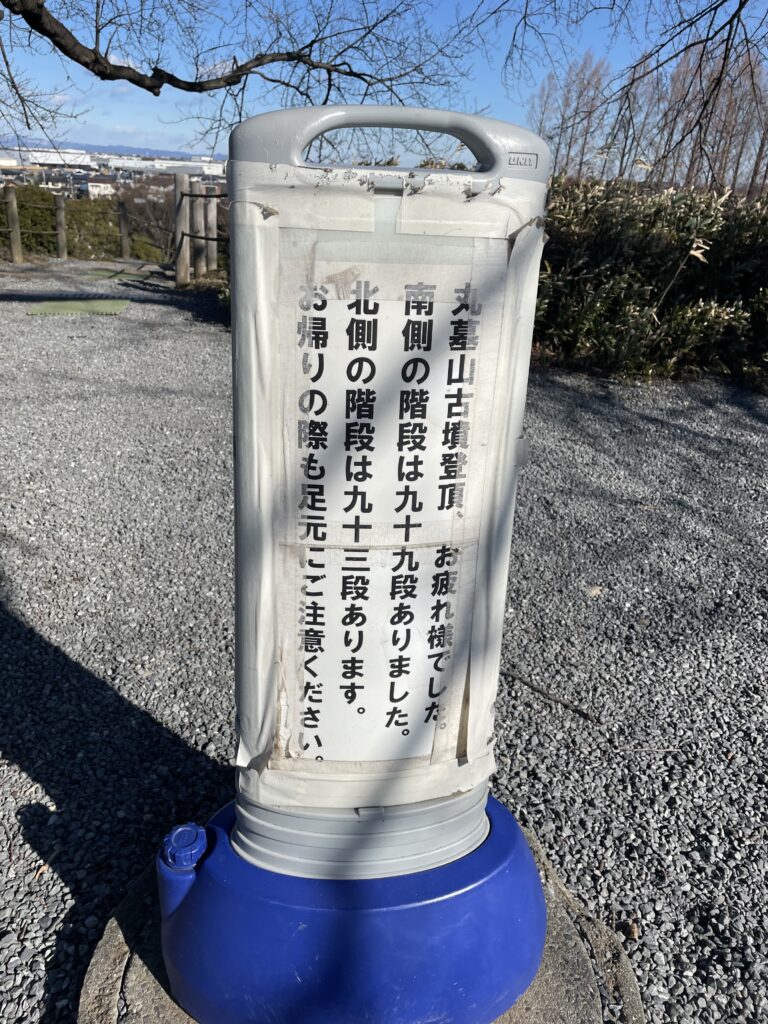 UNIT
丸墓山古墳登頂、お疲れ様でした。
南側の階段は九十九段ありました。
北側の階段は九十三段あります。
お帰りの際も足元にご注意ください。